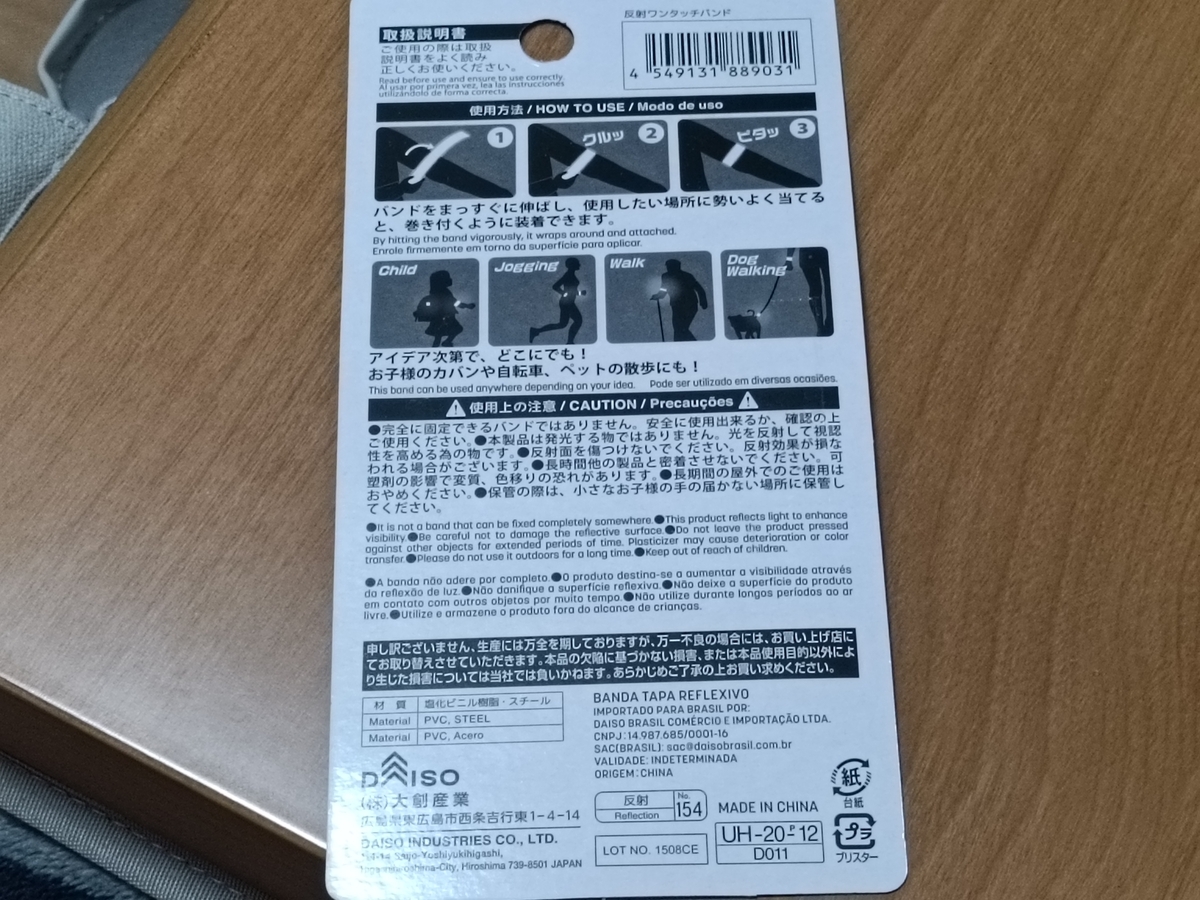 反射ワンタッチバンド
4 549131 889031
取扱説明書
ご使用の際は取扱
説明書をよく読み
正しくお使いください。
Read before use and ensure to use correctly.
Al usar por primera vez, lea las instrucciones
utilizándolo de forma correcta.
使用方法 / HOW TO USE / Modo de uso
1
クルッ 2
ピタッ 3
バンドをまっすぐに伸ばし、使用したい場所に勢いよく当てる
と、巻き付くように装着できます。
By hitting the band vigorously, it wraps around and attached.
Enrole firmemente em torno da superfície para aplicar.
Child
Jogging
Walk
Dog
Walking
アイデア次第で、どこにでも！
お子様のカバンや自転車、ペットの散歩にも！
This band can be used anywhere depending on your idea. Pode ser utilizado em diversas ocasiões.
使用上の注意 / CAUTION / Precauções
●完全に固定できるバンドではありません。安全に使用出来るか、確認の上
ご使用ください。●本製品は発光する物ではありません。光を反射して視認
性を高める為の物です。●反射面を傷つけないでください。反射効果が損な
われる場合がございます。●長時間他の製品と密着させないでください。可
塑剤の影響で変質、色移りの恐れがあります。●長期間の屋外でのご使用は
おやめください。●保管の際は、小さなお子様の手の届かない場所に保管し
てください。
●It is not a band that can be fixed completely somewhere.●This product reflects light to enhance
visibility.●Be careful not to damage the reflective surface.●Do not leave the product pressed
against other objects for extended periods of time. Plasticizer may cause deterioration or color
transfer.●Please do not use it outdoors for a long time.●Keep out of reach of children.
●A banda não adere por completo.●O produto destina-se a aumentar a visibilidade através
da reflexão de luz.●Não danifique a superfície reflexiva.●Não deixe a superfície do produto
em contato com outros objetos por muito tempo.●Não utilize durante longos períodos ao ar
livre.●Utilize e armazene o produto fora do alcance de crianças.
申し訳ございません、生産には万全を期しておりますが、万一不良の場合には、お買い上げ店に
てお取り替えさせていただきます。本品の欠陥に基づかない損害、または本品使用目的以外によ
り生じた損害については当社では負いかねます。あらかじめご了承の上お買い求めください。
材 質 塩化ビニル樹脂・スチール
Material PVC, STEEL
Material PVC, Acero
BANDA TAPA REFLEXIVO
IMPORTADO PARA BRASIL POR:
DAISO BRASIL COMÉRCIO E IMPORTAÇÃO LTDA.
CNPJ:14.987.685/0001-16
SAC(BRASIL): sac@daisobrasil.com.br
VALIDADE: INDETERMINADA
ORIGEM: CHINA
DAISO
(株)大創産業
広島県東広島市西条吉行東1-4-14
DAISO INDUSTRIES CO., LTD.
1-4-14 Saijo-Yoshiyukihigashi,
Higashihiroshima-City, Hiroshima 739-8501 JAPAN
反射
Reflection
No.
154
LOT NO. 1508CE
MADE IN CHINA
UH-20-P-12
D011
紙
台紙
プラ
ブリスター